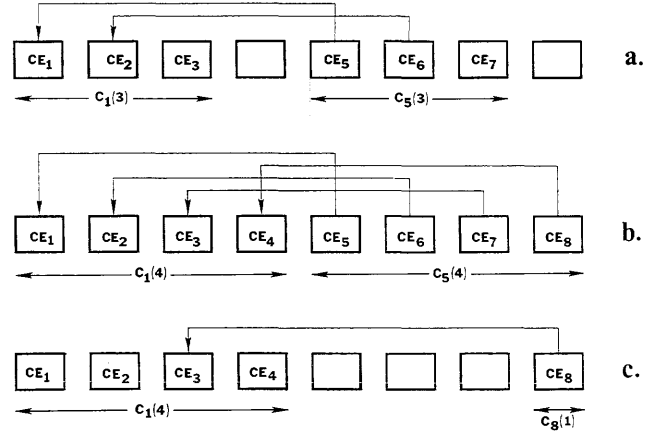 CE₁ CE₂ CE₃ CE₅ CE₆ CE₇ a.
C₁(3) C₅(3)
CE₁ CE₂ CE₃ CE₄ CE₅ CE₆ CE₇ CE₈ b.
C₁(4) C₅(4)
CE₁ CE₂ CE₃ CE₄ CE₈ c.
C₁(4) C₈(1)